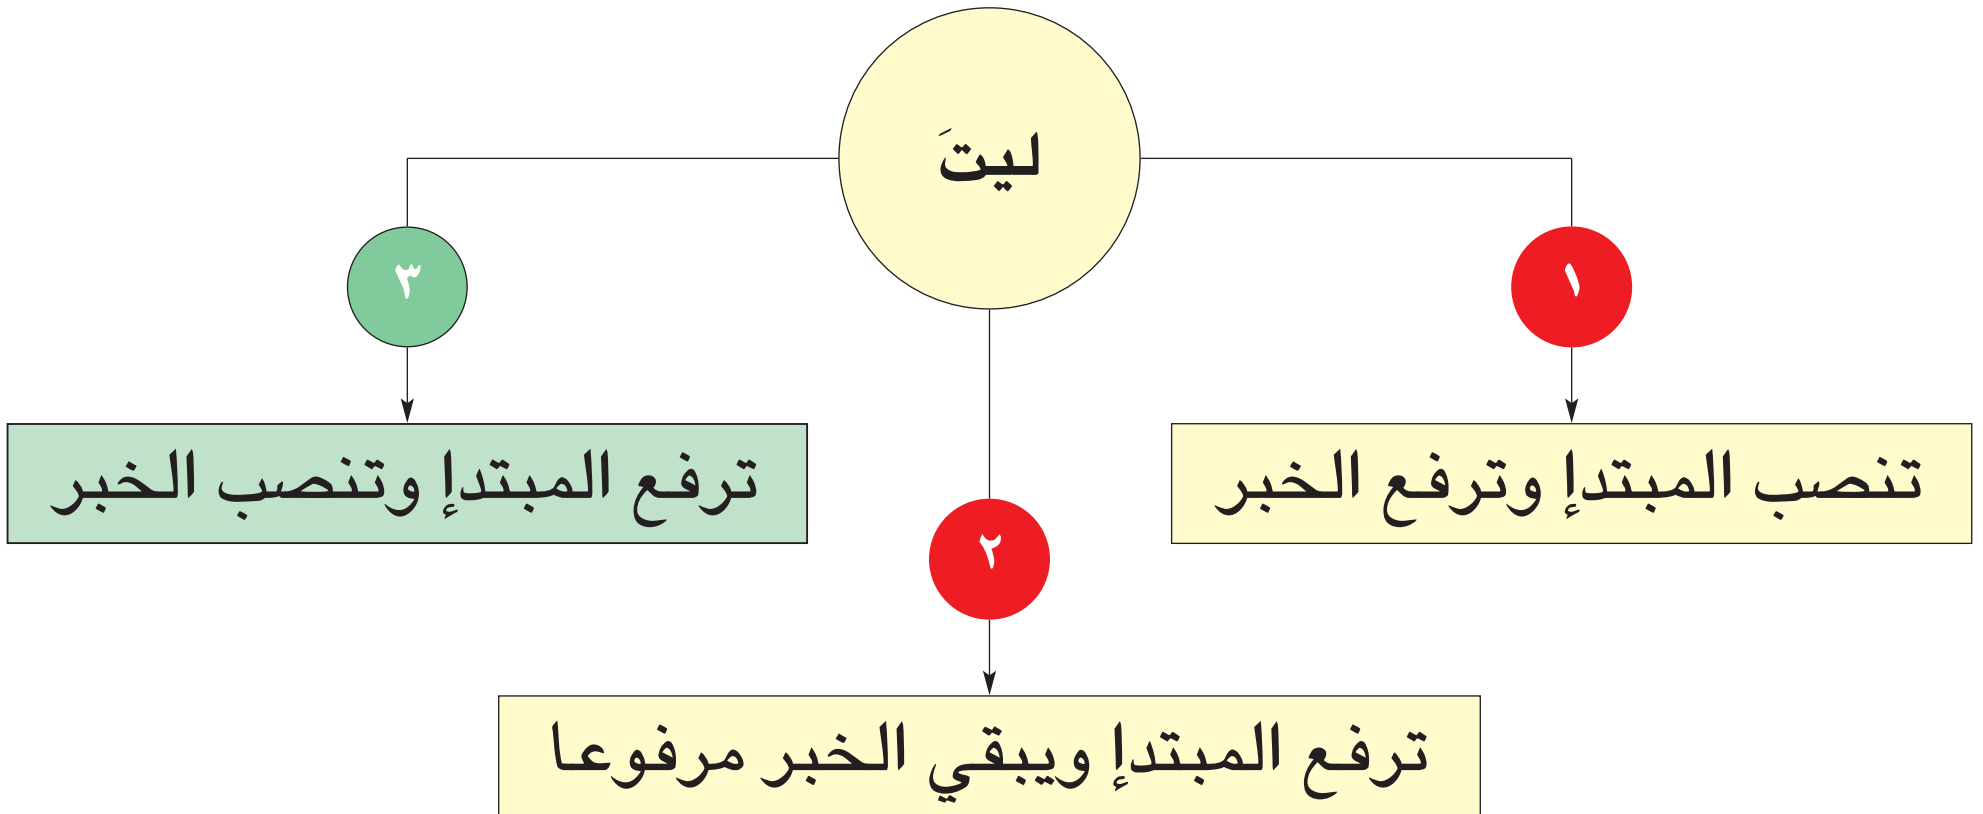 ليتَ
١
تنصب المبتدإ وترفع الخبر
٢
ترفع المبتدإ ويبقي الخبر مرفوعا
٣
ترفع المبتدإ وتنصب الخبر